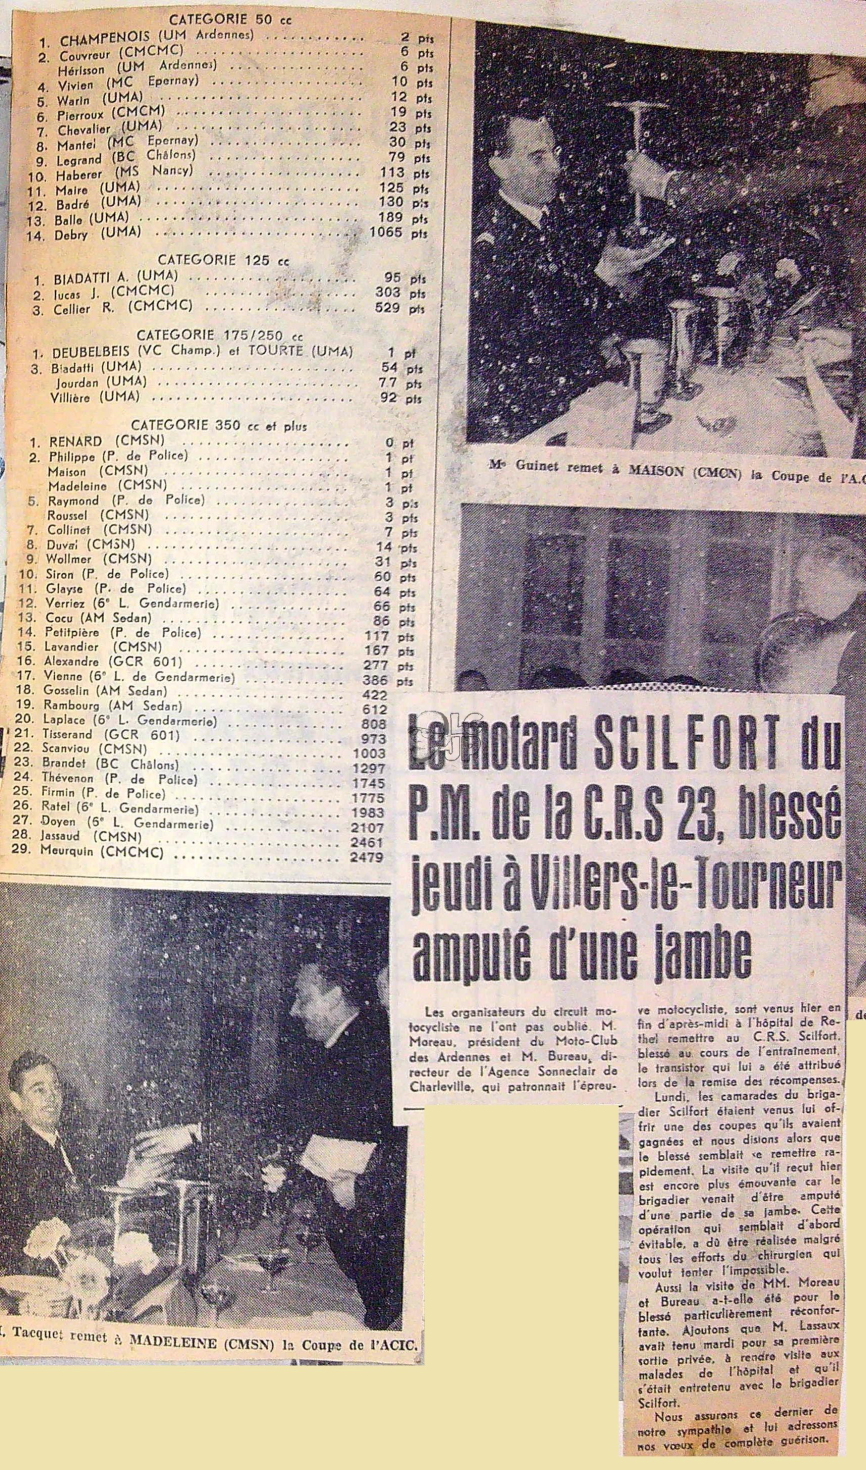 CATEGORIE 50 cc
1. CHAMPENOIS (UM Ardennes) ........... 2 pts
2. Couvreur (CMCMC) ........... 6 pts
Hérisson (UM Ardennes) ........... 6 pts
4. Vivien (MC Epernay) ........... 10 pts
5. Warin (UMA) ........... 12 pts
6. Pierroux (CMCM) ........... 19 pts
7. Chevalier (UMA) ........... 23 pts
8. Mantei (MC Epernay) ........... 30 pts
9. Legrand (BC Châlons) ........... 79 pts
10. Haberer (MS Nancy) ........... 113 pts
11. Maire (UMA) ........... 125 pts
12. Badré (UMA) ........... 130 pts
13. Balle (UMA) ........... 189 pts
14. Debry (UMA) ........... 1065 pts
CATEGORIE 125 cc
1. BIADATTI A. (UMA) ........... 95 pts
2. lucas J. (CMCMC) ........... 303 pts
3. Cellier R. (CMCMC) ........... 529 pts
CATEGORIE 175/250 cc
1. DEUBELBEIS (VC Champ.) et TOURTE (UMA) 1 pt
3. Biadatti (UMA) ........... 54 pts
Jourdan (UMA) ........... 77 pts
Villière (UMA) ........... 92 pts
CATEGORIE 350 cc et plus
1. RENARD (CMSN) ........... 0 pt
2. Philippe (P. de Police) ........... 1 pt
Maison (CMSN) ........... 1 pt
Madeleine (CMSN) ........... 1 pt
5. Raymond (P. de Police) ........... 3 pts
Roussel (CMSN) ........... 3 pts
7. Collinet (CMSN) ........... 7 pts
8. Duval (CMSN) ........... 14 pts
9. Wollmer (CMSN) ........... 31 pts
10. Siron (P. de Police) ........... 60 pts
11. Glayse (P. de Police) ........... 64 pts
12. Verriez (6e L. Gendarmerie) ........... 66 pts
13. Cocu (AM Sedan) ........... 86 pts
14. Petitpière (P. de Police) ........... 117 pts
15. Lavandier (CMSN) ........... 167 pts
16. Alexandre (GCR 601) ........... 277 pts
17. Vienne (6e L. de Gendarmerie) ........... 386 pts
18. Gosselin (AM Sedan) ........... 422
19. Rambourg (AM Sedan) ........... 612
20. Laplace (6e L. Gendarmerie) ........... 808
21. Tisserand (GCR 601) ........... 973
22. Scanviou (CMSN) ........... 1003
23. Brandet (BC Châlons) ........... 1297
24. Thévenon (P. de Police) ........... 1745
25. Firmin (P. de Police) ........... 1775
26. Ratel (6e L. Gendarmerie) ........... 1983
27. Doyen (6e L. Gendarmerie) ........... 2107
28. Jassaud (CMSN) ........... 2461
29. Meurquin (CMCMC) ........... 2479
Me Guinet remet à MAISON (CMCN) la Coupe de l'A.C
Le motard SCILFORT du
P.M. de la C.R.S 23, blessé
jeudi à Villers-le-Tourneur
amputé d'une jambe
Les organisateurs du circuit mo-
tocycliste ne l'ont pas oublié. M.
Moreau, président du Moto-Club
des Ardennes et M. Bureau, di-
recteur de l'Agence Sonneclair de
Charleville, qui patronnait l'épreu-
ve motocycliste, sont venus hier en
fin d'après-midi à l'hôpital de Re-
thel remettre au C.R.S. Scilfort,
blessé au cours de l'entraînement,
le transistor qui lui a été attribué
lors de la remise des récompenses.
Lundi, les camarades du briga-
dier Scilfort étaient venus lui of-
frir une des coupes qu'ils avaient
gagnées et nous disions alors que
le blessé semblait se remettre ra-
pidement. La visite qu'il reçut hier
est encore plus émouvante car le
brigadier venait d'être amputé
d'une partie de sa jambe. Cette
opération qui semblait d'abord
évitable, a dû être réalisée malgré
tous les efforts du chirurgien qui
voulut tenter l'impossible.
Aussi la visite de MM. Moreau
et Bureau a-t-elle été pour le
blessé particulièrement réconfor-
tante. Ajoutons que M. Lassaux
avait tenu mardi pour sa première
sortie privée, à rendre visite aux
malades de l'hôpital et qu'il
s'était entretenu avec le brigadier
Scilfort.
Nous assurons ce dernier de
notre sympathie et lui adressons
nos vœux de complète guérison.
de
. Tacquet remet à MADELEINE (CMSN) la Coupe de l'ACIC.